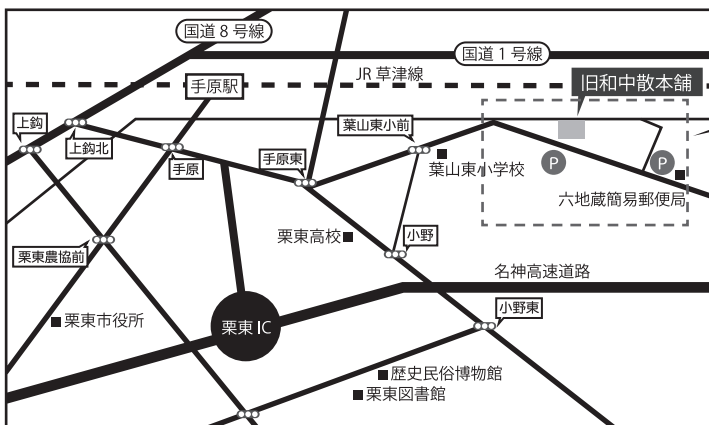 国道8号線
国道1号線
JR草津線
手原駅
旧和中散本舗
上鈎
上鈎北
手原
手原東
葉山東小前
葉山東小学校
P
P
六地蔵簡易郵便局
栗東高校
小野
栗東農協前
名神高速道路
栗東市役所
栗東IC
小野東
歴史民俗博物館
栗東図書館